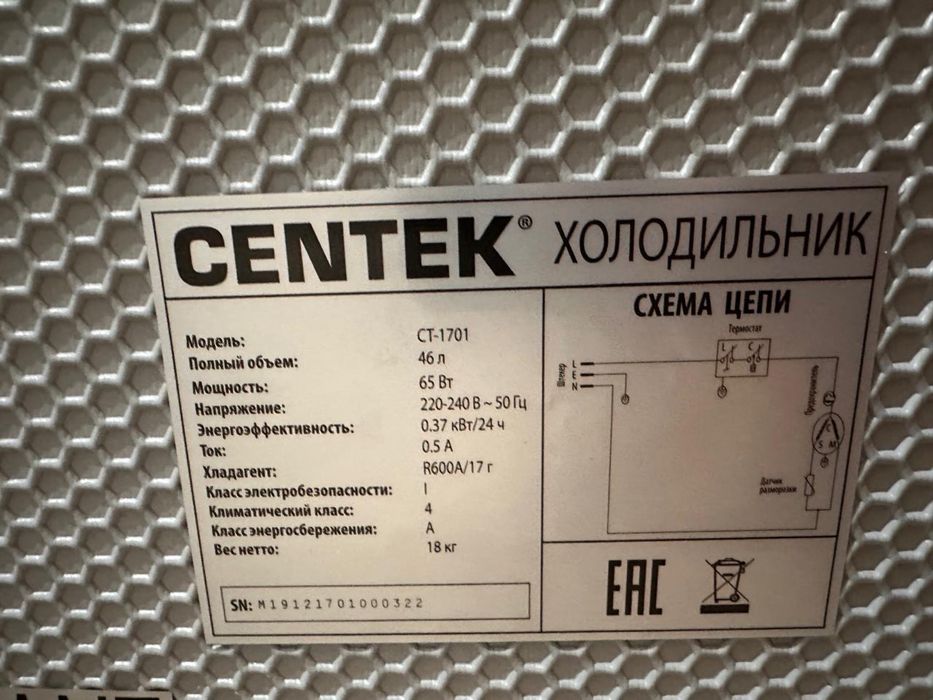 CENTEK® ХОЛОДИЛЬНИК
Модель: CT-1701
Полный объем: 46 л
Мощность: 65 Вт
Напряжение: 220-240 В ~ 50 Гц
Энергоэффективность: 0.37 кВт/24 ч
Ток: 0.5 А
Хладагент: R600A/17 г
Класс электробезопасности: I
Климатический класс: 4
Класс энергосбережения: A
Вес нетто: 18 кг
SN: M19121701000322
СХЕМА ЦЕПИ
Термостат
L C
Штекер
L
E
N
Предохранитель
C
S M
Датчик
разморозки
EAC